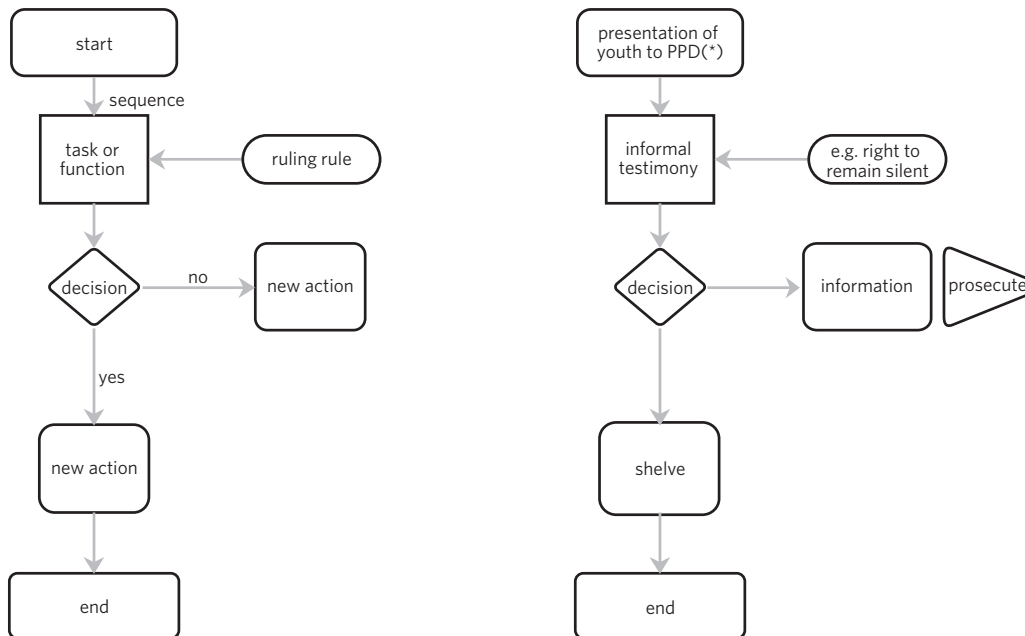 start
sequence
task or
function
ruling rule
decision
no
new action
yes
new action
end
presentation of
youth to PPD(*)
informal
testimony
e.g. right to
remain silent
decision
information
prosecute
shelve
end